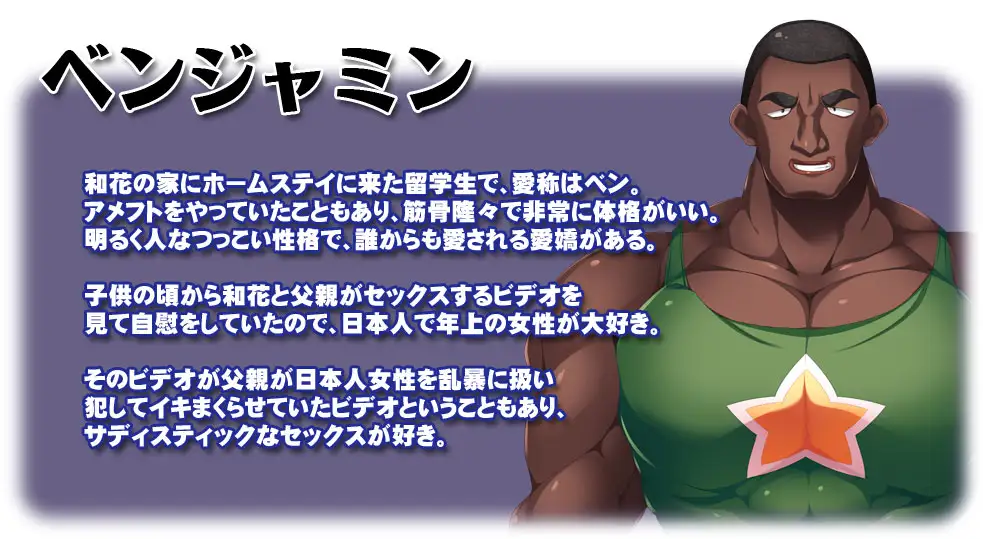 ベンジャミン
和花の家にホームステイに来た留学生で、愛称はベン。
アメフトをやっていたこともあり、筋骨隆々で非常に体格がいい。
明るく人なつっこい性格で、誰からも愛される愛嬌がある。
子供の頃から和花と父親がセックスするビデオを
見て自慰をしていたので、日本人で年上の女性が大好き。
そのビデオが父親が日本人女性を乱暴に扱い
犯してイキまくらせていたビデオということもあり、
サディスティックなセックスが好き。